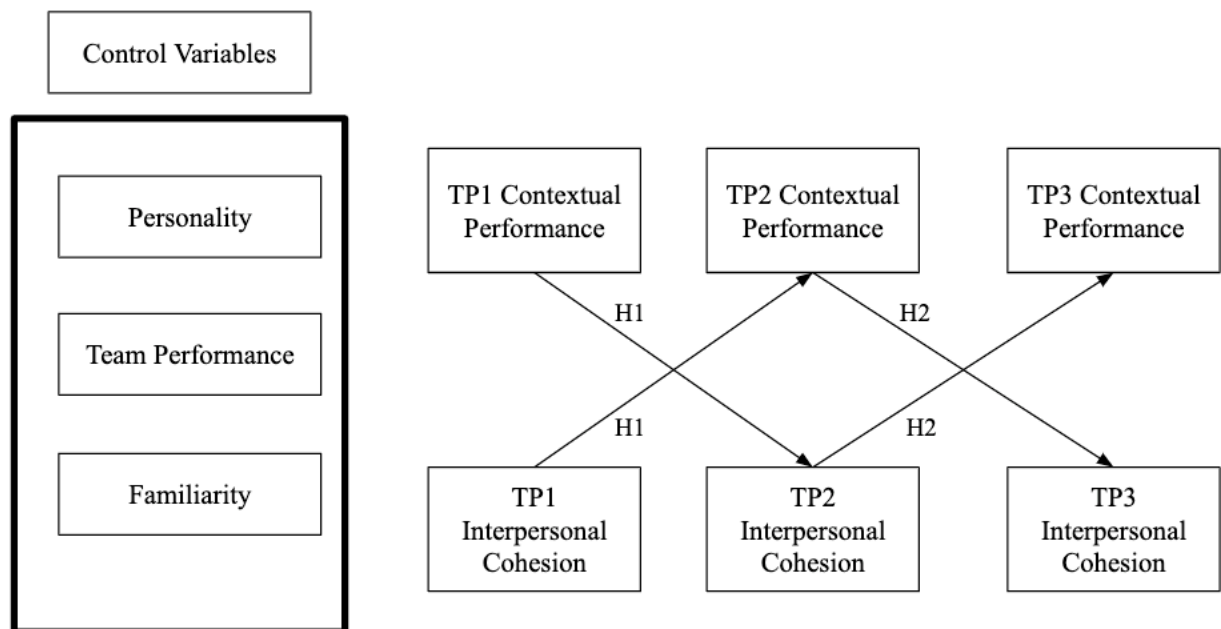 Control Variables
Personality
Team Performance
Familiarity
TP1 Contextual
Performance
TP2 Contextual
Performance
TP3 Contextual
Performance
H1
H2
H1
H2
TP1
Interpersonal
Cohesion
TP2
Interpersonal
Cohesion
TP3
Interpersonal
Cohesion